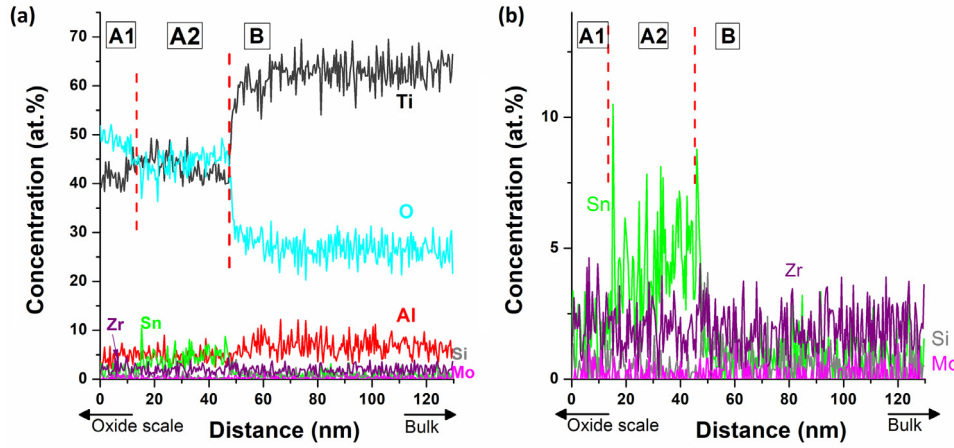 (a)
A1 A2 B
70
60
50
40
30
20
10
0
Concentration (at.%)
Ti
O
Al
Zr
Sn
Si
Mo
0 20 40 60 80 100 120
Oxide scale
Distance (nm)
Bulk
(b)
A1 A2 B
10
5
0
Concentration (at.%)
Sn
Zr
Si
Mo
0 20 40 60 80 100 120
Oxide scale
Distance (nm)
Bulk